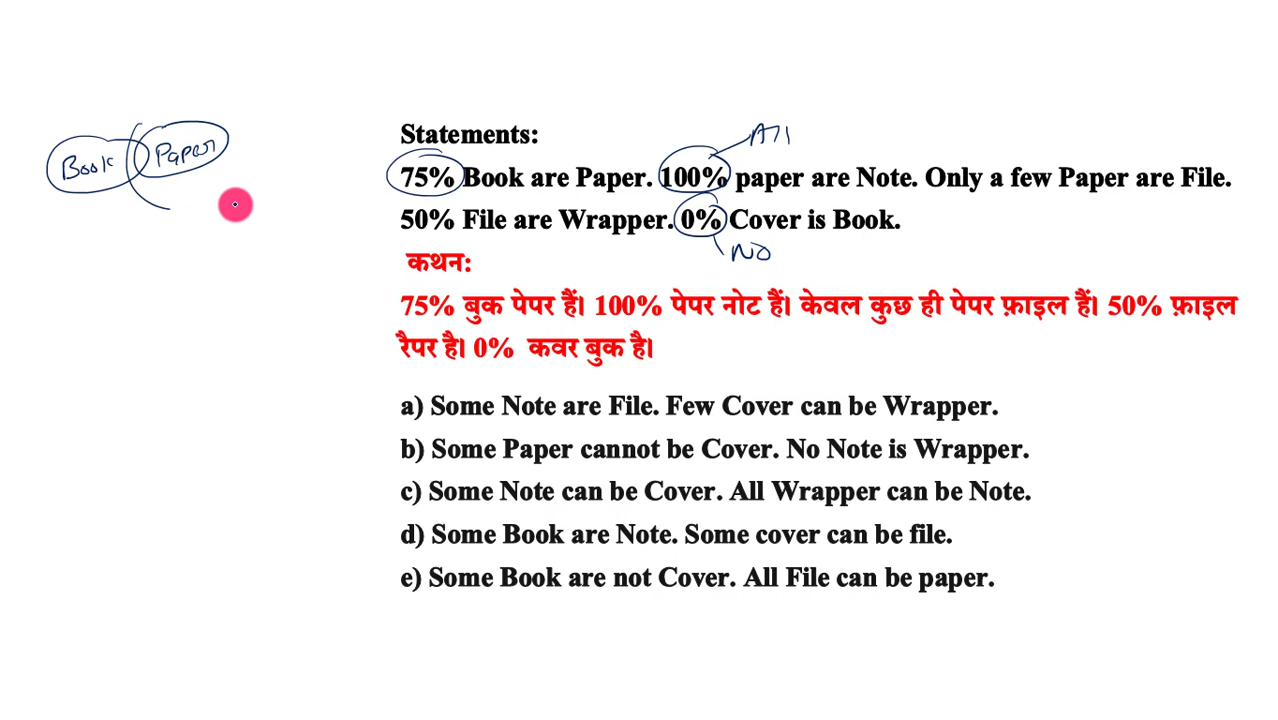 Book Paper
All
Statements:
75% Book are Paper. 100% paper are Note. Only a few Paper are File.
50% File are Wrapper. 0% Cover is Book.
NO
कथन:
75% बुक पेपर हैं। 100% पेपर नोट हैं। केवल कुछ ही पेपर फ़ाइल हैं। 50% फ़ाइल
रैपर है। 0% कवर बुक है।
a) Some Note are File. Few Cover can be Wrapper.
b) Some Paper cannot be Cover. No Note is Wrapper.
c) Some Note can be Cover. All Wrapper can be Note.
d) Some Book are Note. Some cover can be file.
e) Some Book are not Cover. All File can be paper.